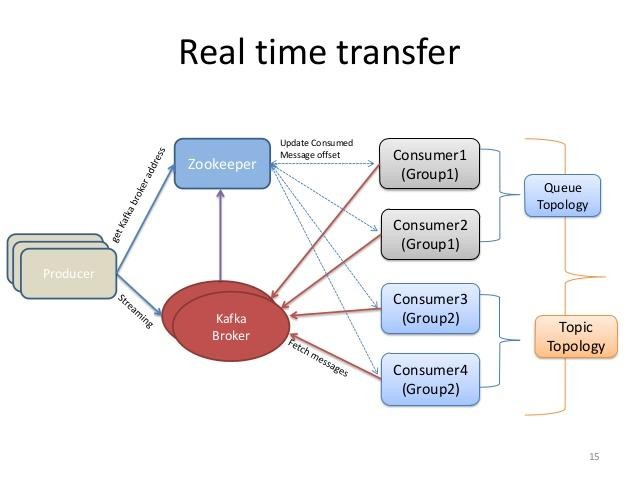 Real time transfer
get Kafka broker address
Zookeeper
Update Consumed
Message offset
Consumer1
(Group1)
Queue
Topology
Consumer2
(Group1)
Producer
Streaming
Kafka
Broker
Fetch messages
Consumer3
(Group2)
Topic
Topology
Consumer4
(Group2)
15